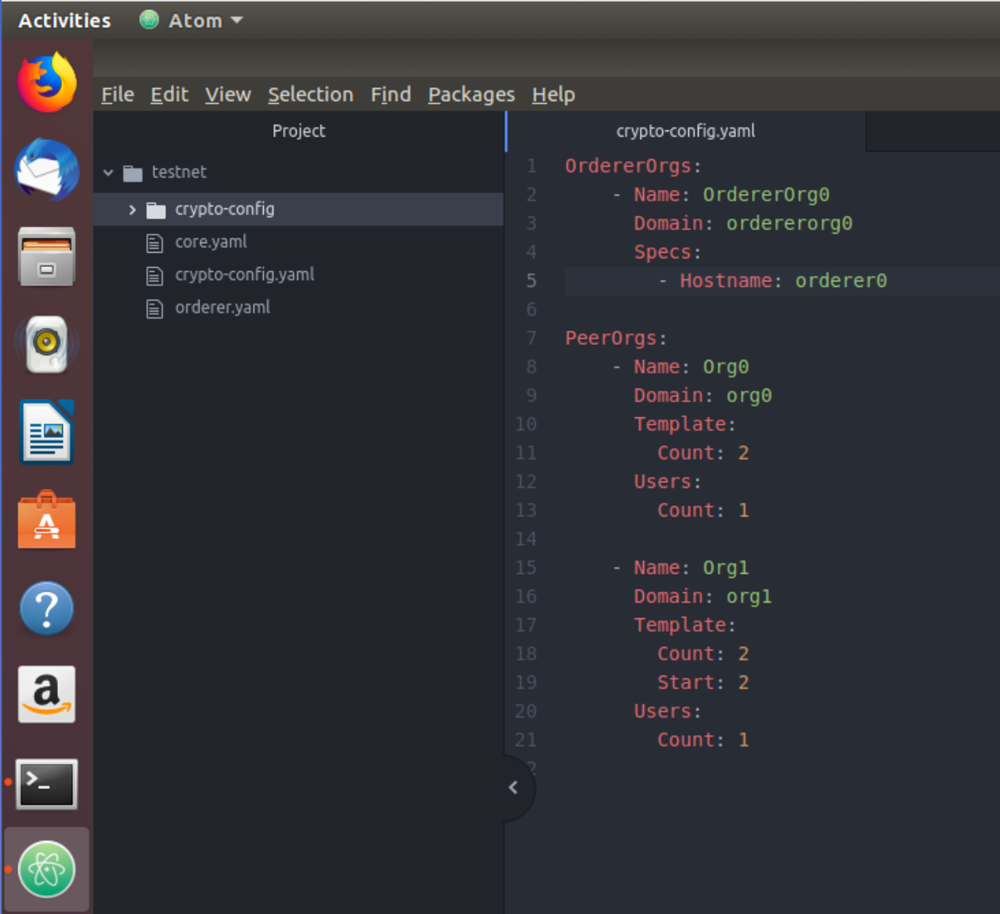 Activities Atom
File Edit View Selection Find Packages Help
Project
testnet
crypto-config
core.yaml
crypto-config.yaml
orderer.yaml
crypto-config.yaml
1 OrdererOrgs:
2     - Name: OrdererOrg0
3       Domain: ordererorg0
4       Specs:
5         - Hostname: orderer0
6
7 PeerOrgs:
8     - Name: Org0
9       Domain: org0
10       Template:
11         Count: 2
12       Users:
13         Count: 1
14
15     - Name: Org1
16       Domain: org1
17       Template:
18         Count: 2
19         Start: 2
20       Users:
21         Count: 1
2